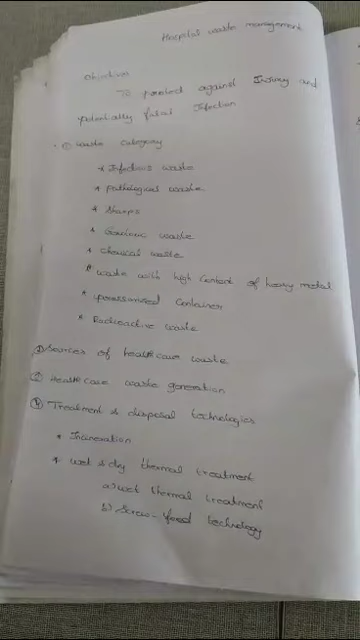 Hospital waste management
Objectives
To protect against Injury and
potentially fatal Infection
① waste category
* Infectious waste
* Pathological waste
* Sharps
* waste
* chemical waste
* waste with high content of heavy metal
* pressurised container
* Radioactive waste
② Sources of health care waste
③ Health care waste generation
④ Treatment & disposal technologies
* Incineration
* wet & dry thermal treatment
a) wet thermal treatment
b) Screw-feed technology